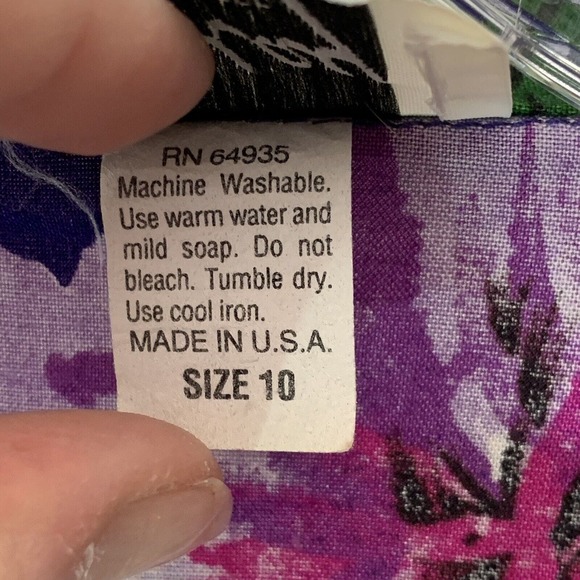 RN 64935
Machine Washable.
Use warm water and
mild soap. Do not
bleach. Tumble dry.
Use cool iron.
MADE IN U.S.A.
SIZE 10